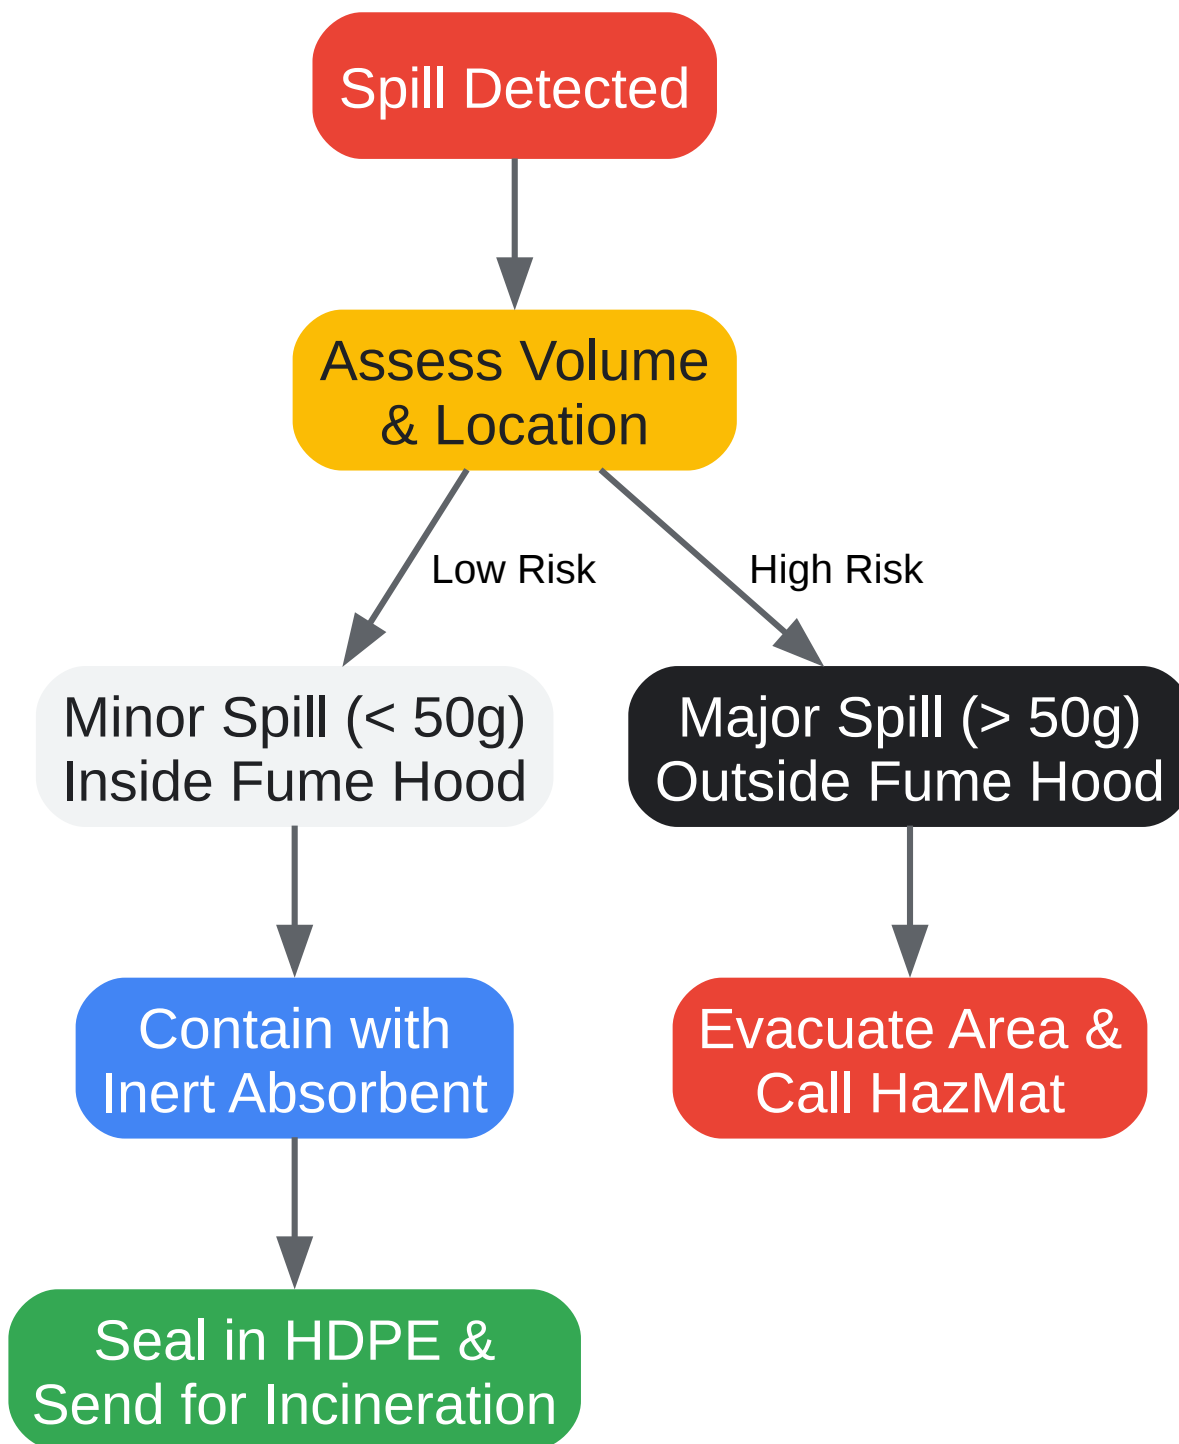 Spill Detected
Assess Volume
& Location
Low Risk
High Risk
Minor Spill (< 50g)
Inside Fume Hood
Major Spill (> 50g)
Outside Fume Hood
Contain with
Inert Absorbent
Evacuate Area &
Call HazMat
Seal in HDPE &
Send for Incineration